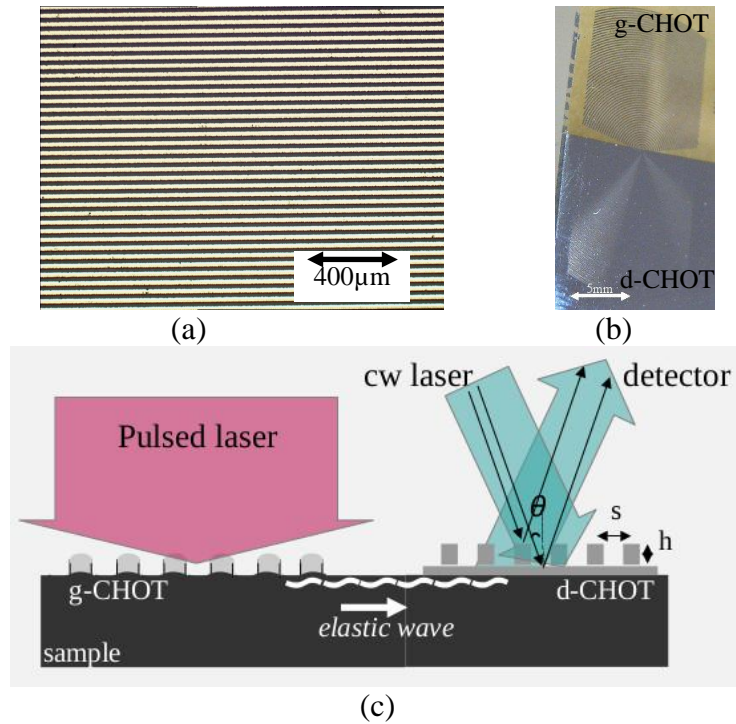 400µm
(a)
g-CHOT
d-CHOT
5mm
(b)
Pulsed laser
cw laser
detector
θ
s
h
g-CHOT
d-CHOT
elastic wave
sample
(c)